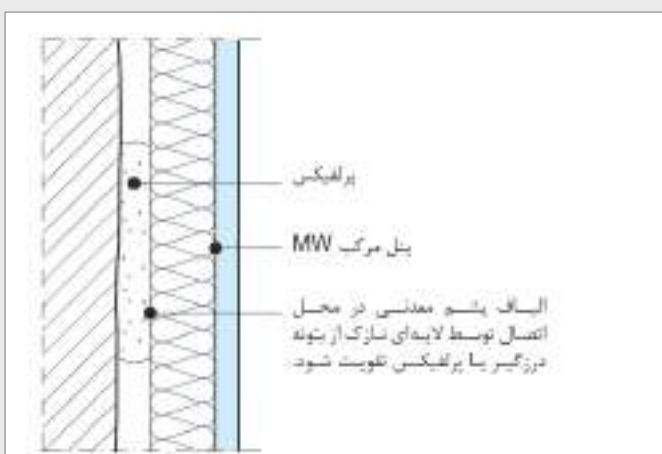 پرلفیکس
پنل مرکب MW
الیاف پشم معدنی در محل
اتصال توسط لایه‌ای نازک از بتونه
درزگیر یا پرلفیکس تقویت شود.